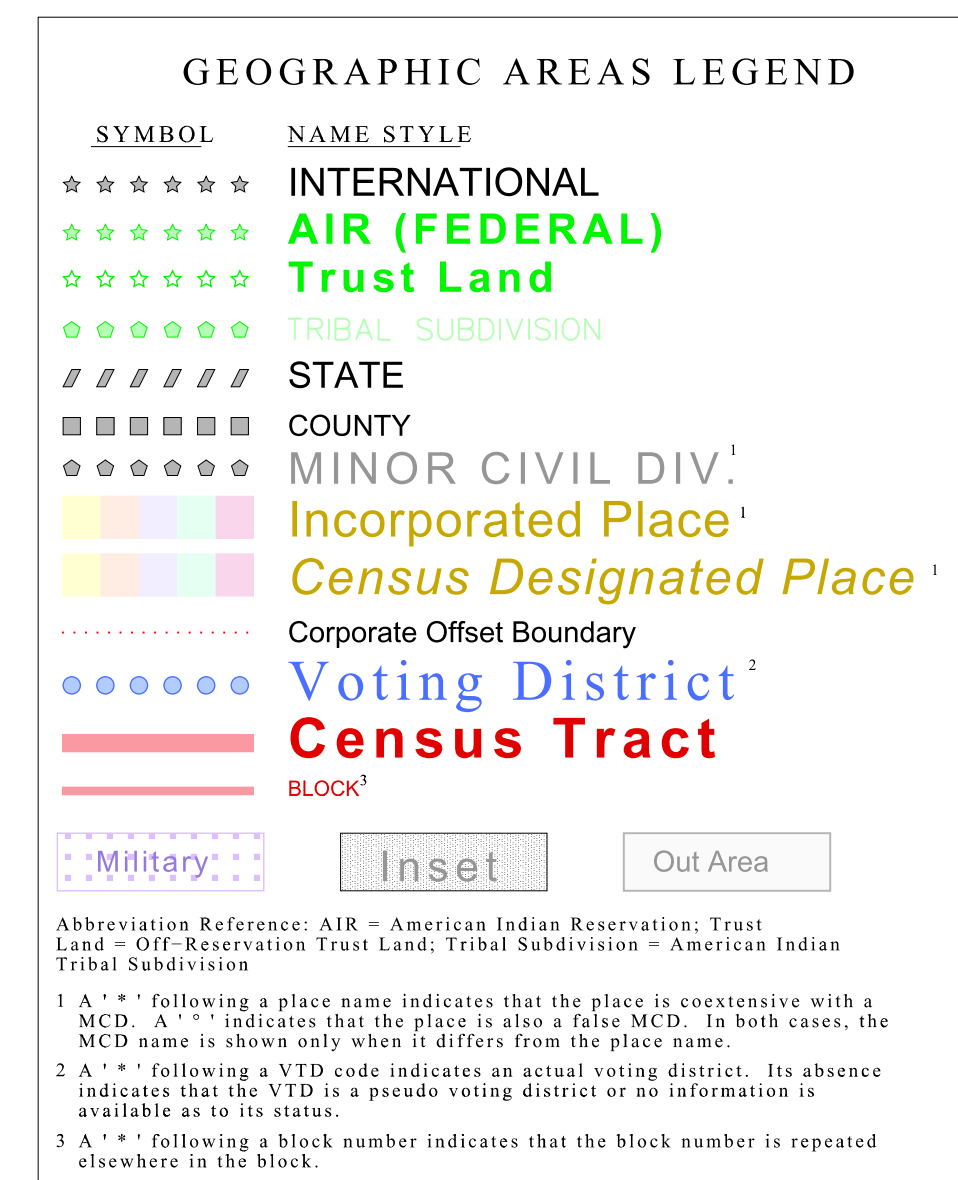 GEOGRAPHIC AREAS LEGEND
SYMBOL NAME STYLE
INTERNATIONAL
AIR (FEDERAL)
Trust Land
TRIBAL SUBDIVISION
STATE
COUNTY
MINOR CIVIL DIV. 1
Incorporated Place 1
Census Designated Place 1
Corporate Offset Boundary
Voting District 2
Census Tract
BLOCK 3
Military Inset Out Area
Abbreviation Reference: AIR = American Indian Reservation; Trust
Land = Off−Reservation Trust Land; Tribal Subdivision = American Indian
Tribal Subdivision
1 A ' * ' following a place name indicates that the place is coextensive with a
MCD. A ' ° ' indicates that the place is also a false MCD. In both cases, the
MCD name is shown only when it differs from the place name.
2 A ' * ' following a VTD code indicates an actual voting district. Its absence
indicates that the VTD is a pseudo voting district or no information is
available as to its status.
3 A ' * ' following a block number indicates that the block number is repeated
elsewhere in the block.